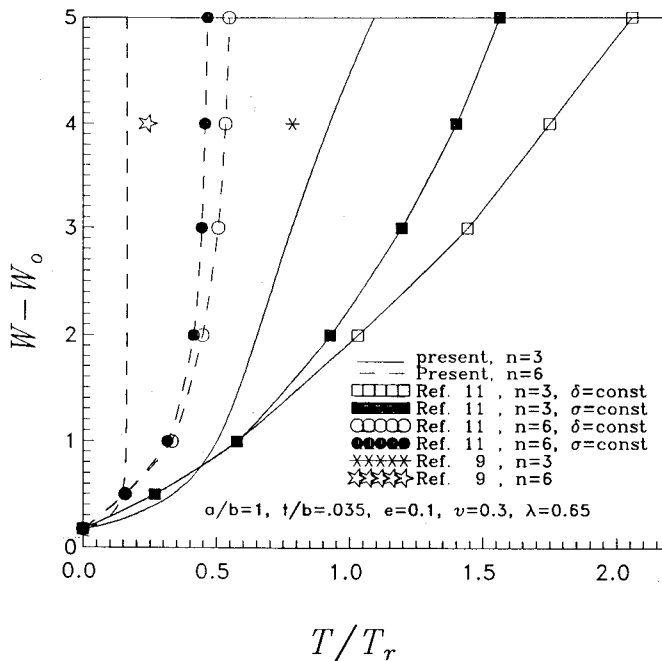 5
4
3
2
1
0
W−W_o
present, n=3
Present, n=6
Ref. 11 , n=3, δ=const
Ref. 11 , n=3, σ=const
Ref. 11 , n=6, δ=const
Ref. 11 , n=6, σ=const
Ref. 9 , n=3
Ref. 9 , n=6
a/b=1, t/b=.035, e=0.1, υ=0.3, λ=0.65
0.0 0.5 1.0 1.5 2.0
T/T_r